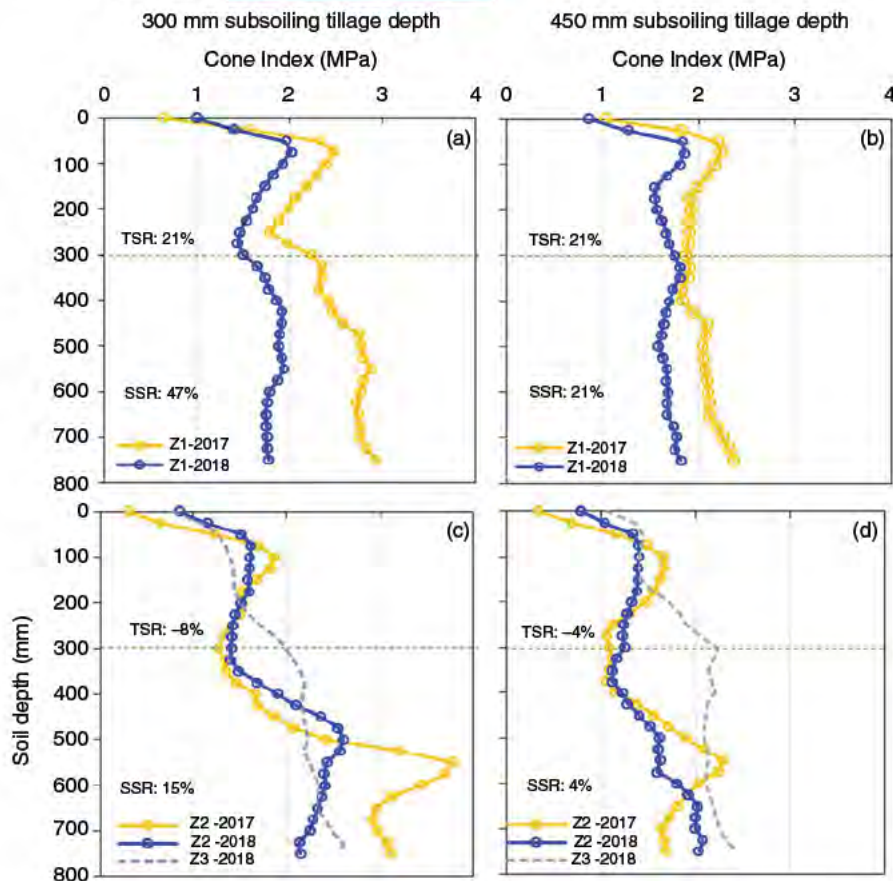 300 mm subsoiling tillage depth
450 mm subsoiling tillage depth
Cone Index (MPa)
Cone Index (MPa)
0 1 2 3 4
0 1 2 3 4
0
100
200
300
400
500
600
700
800
(a)
TSR: 21%
SSR: 47%
Z1-2017
Z1-2018
(b)
TSR: 21%
SSR: 21%
Z1-2017
Z1-2018
Soil depth (mm)
0
100
200
300
400
500
600
700
800
(c)
TSR: –8%
SSR: 15%
Z2 -2017
Z2 -2018
Z3 -2018
(d)
TSR: –4%
SSR: 4%
Z2 -2017
Z2 -2018
Z3 -2018